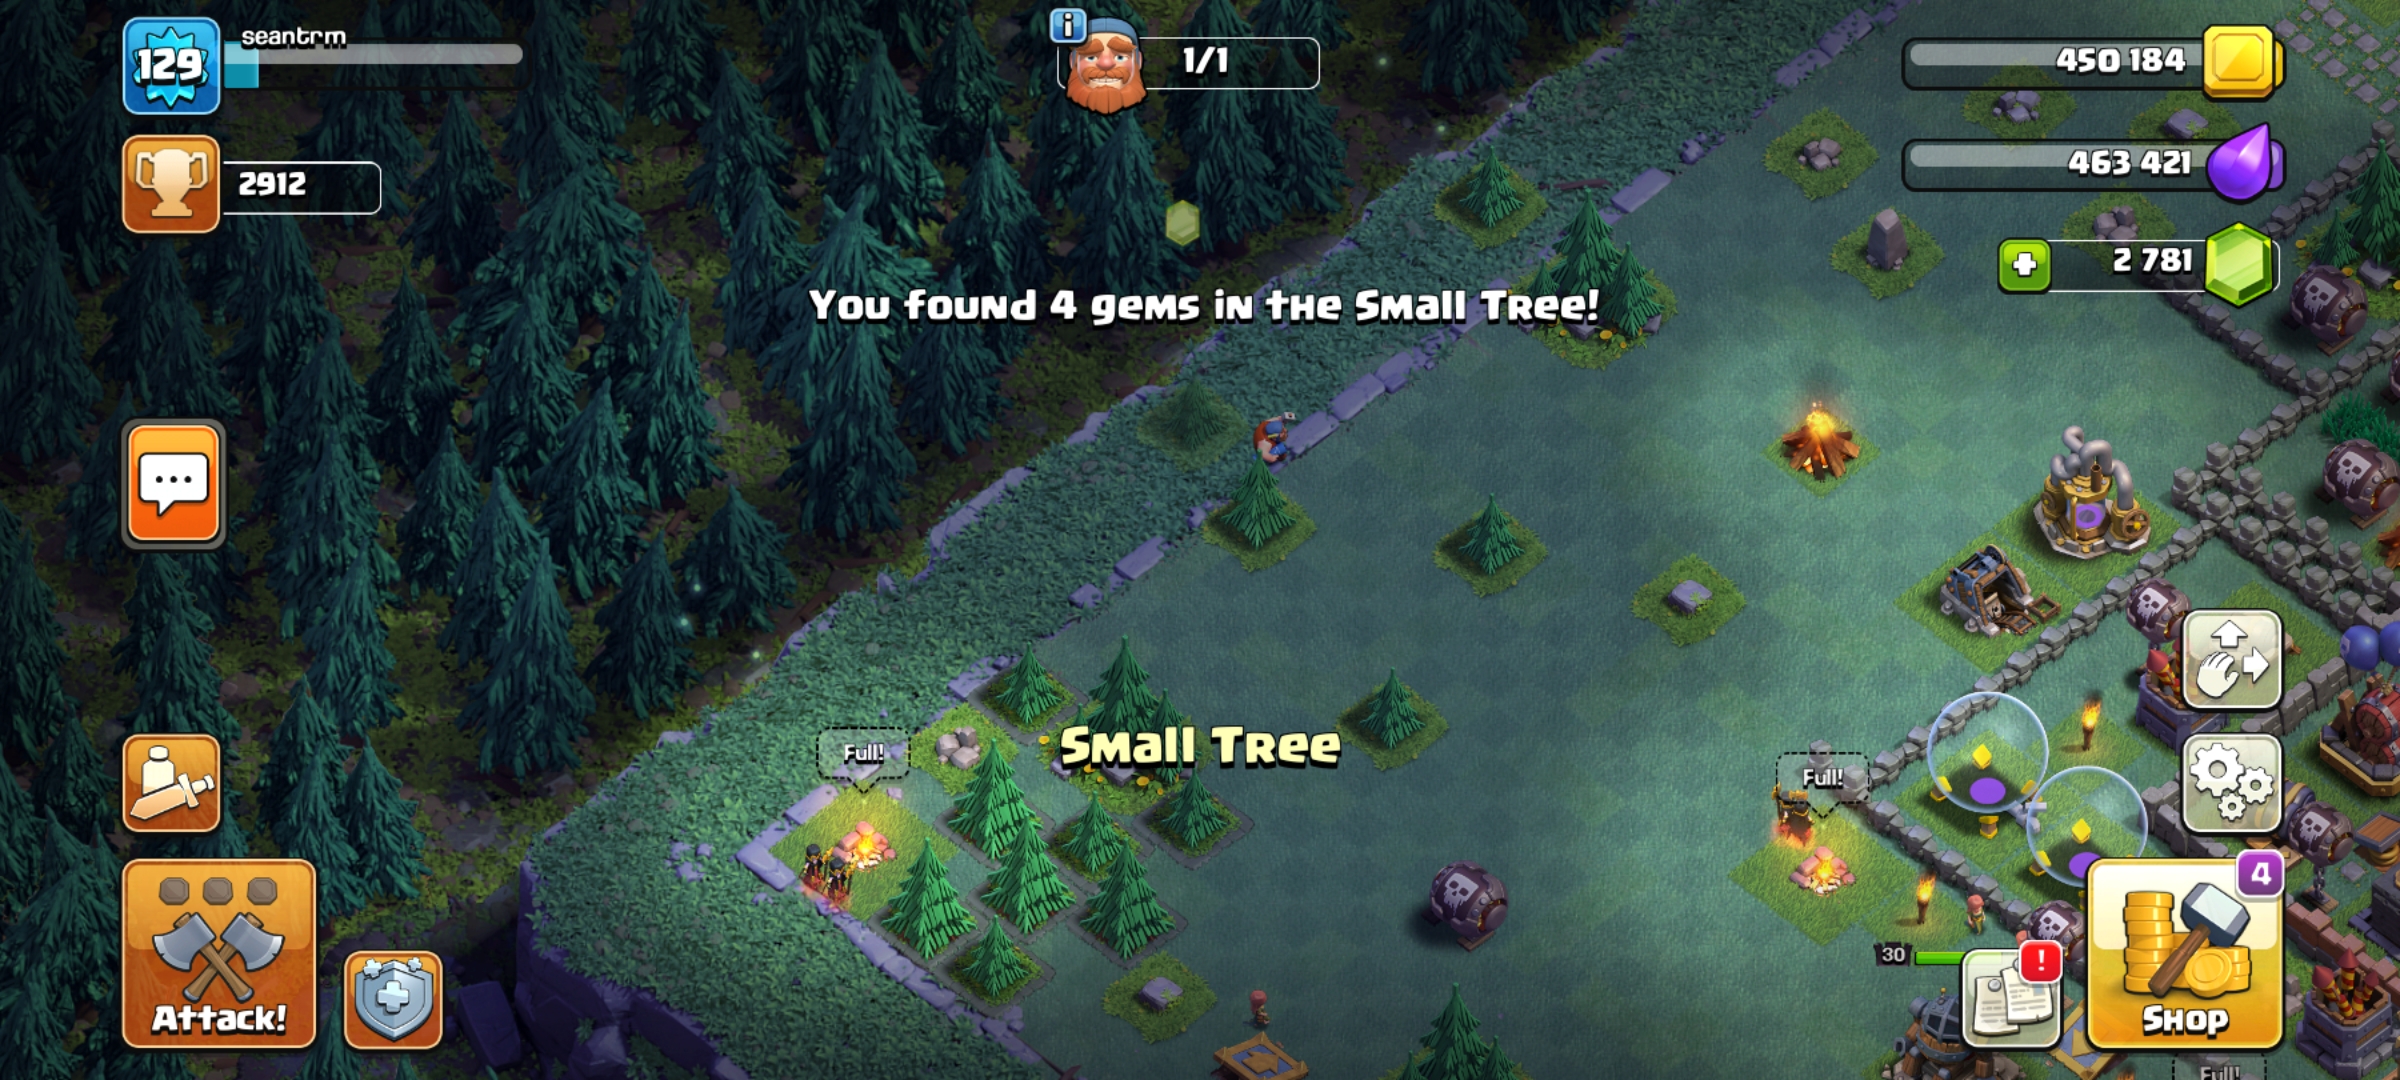 129
seantrm
i
1/1
450 184
2912
463 421
2 781
You found 4 gems in the Small Tree!
Full!
Small Tree
Full!
4
30
!
Attack!
Shop
Full!